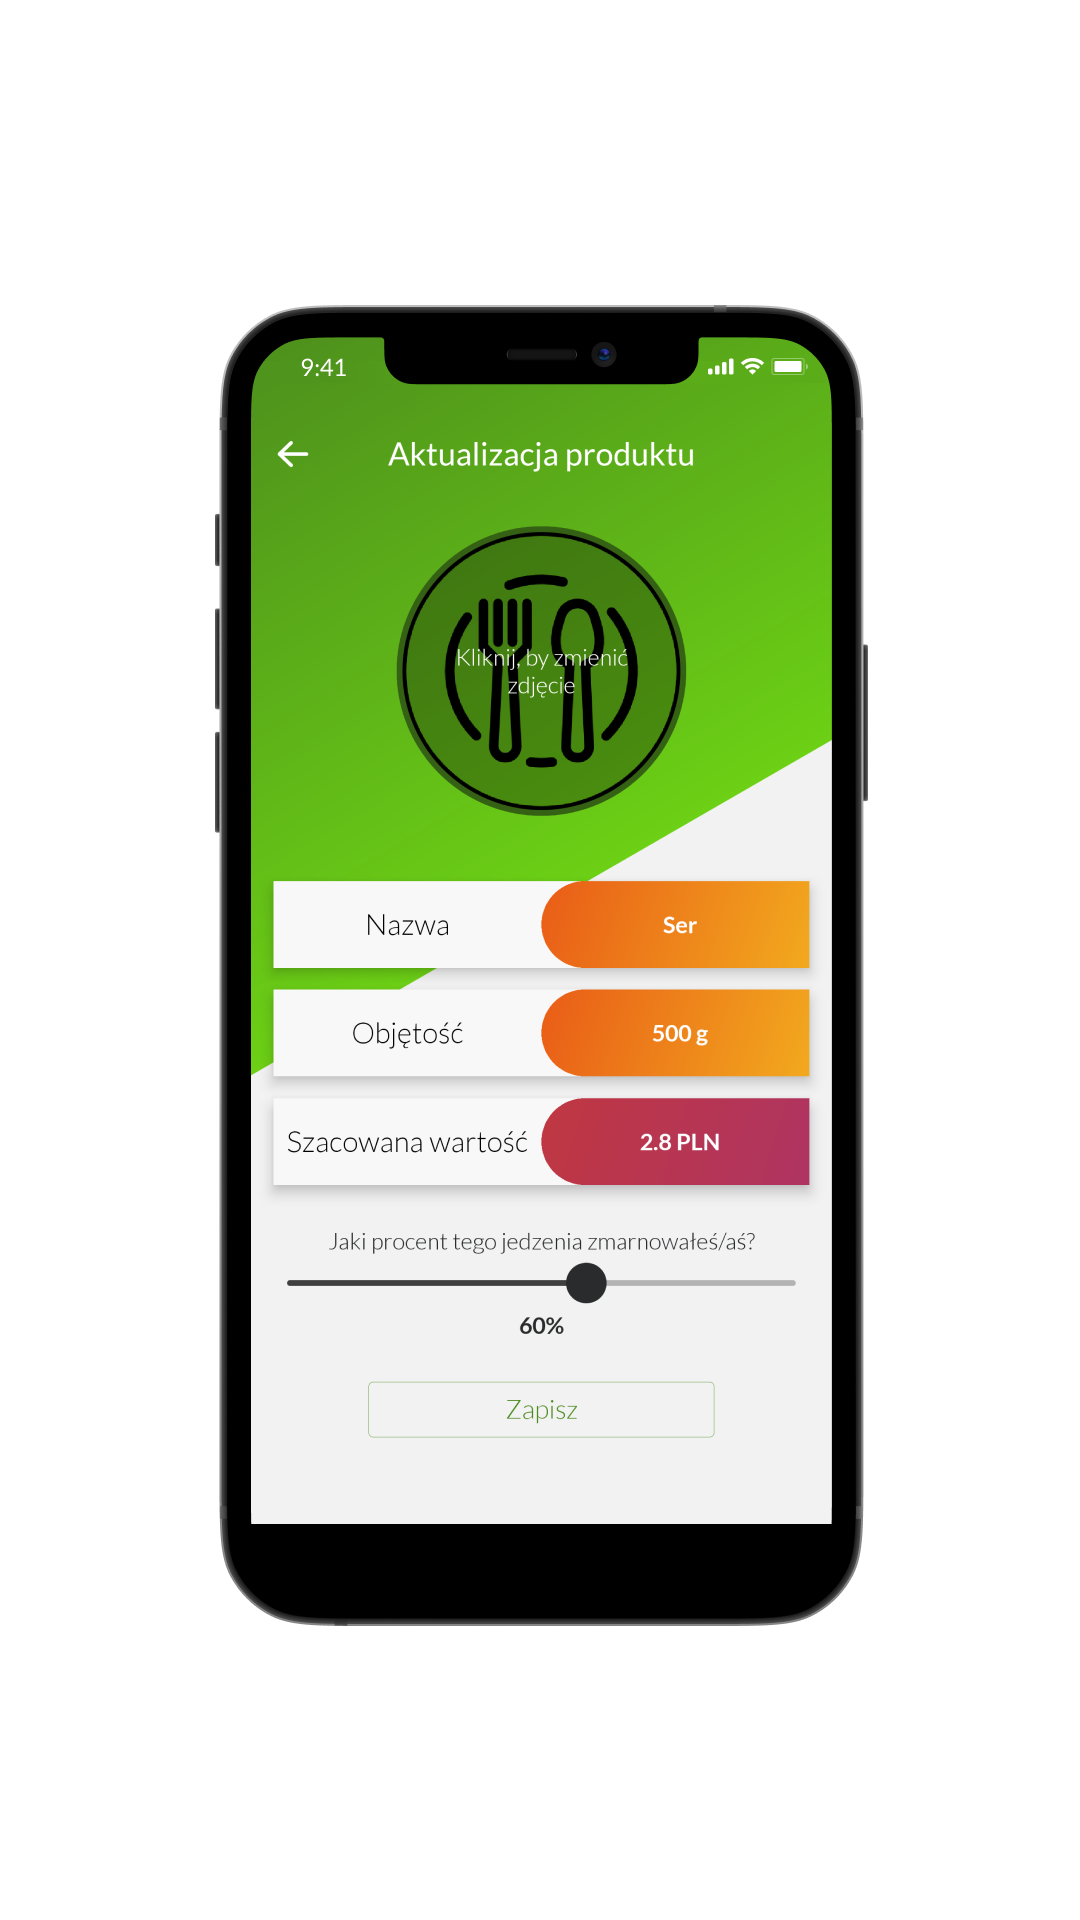 9:41
Aktualizacja produktu
Kliknij, by zmienić
zdjęcie
Nazwa
Ser
Objętość
500 g
Szacowana wartość
2.8 PLN
Jaki procent tego jedzenia zmarnowałeś/aś?
60%
Zapisz